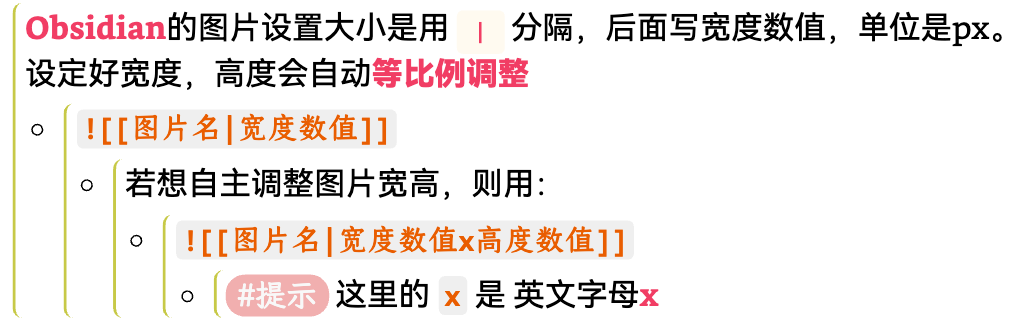 Obsidian的图片设置大小是用 | 分隔，后面写宽度数值，单位是px。
设定好宽度，高度会自动等比例调整
![[图片名|宽度数值]]
若想自主调整图片宽高，则用：
![[图片名|宽度数值x高度数值]]
#提示 这里的 x 是 英文字母x